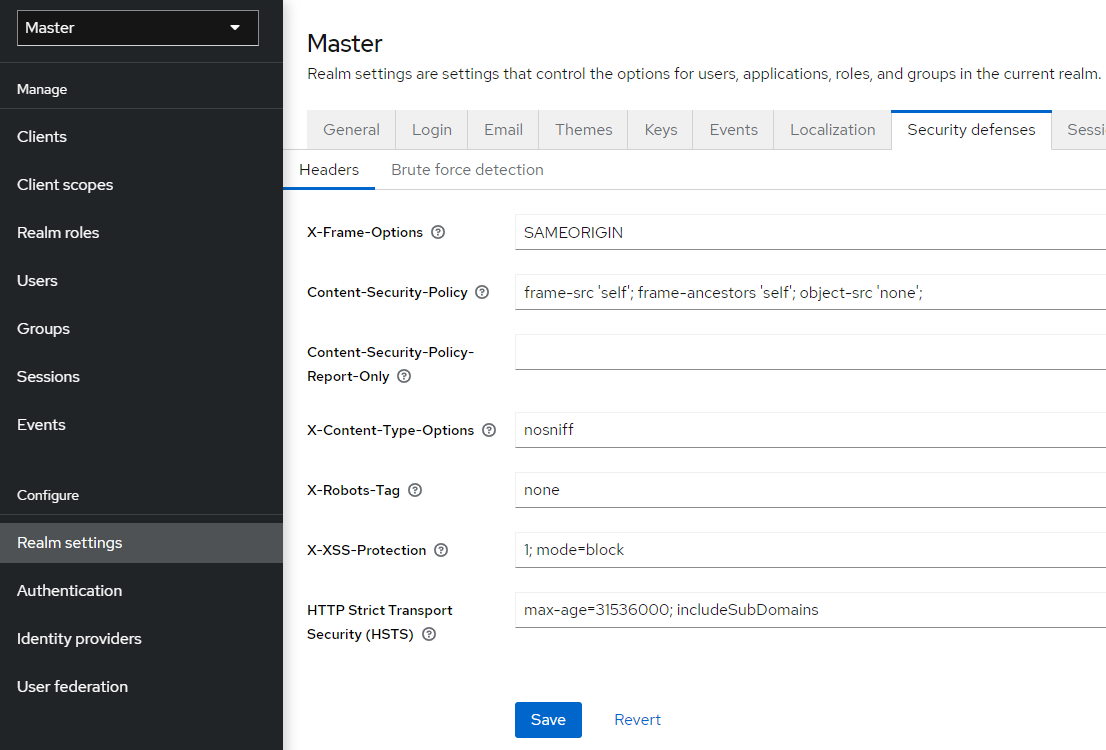 Master
Manage
Clients
Client scopes
Realm roles
Users
Groups
Sessions
Events
Configure
Realm settings
Authentication
Identity providers
User federation
Master
Realm settings are settings that control the options for users, applications, roles, and groups in the current realm.
General Login Email Themes Keys Events Localization Security defenses Sessi
Headers Brute force detection
X-Frame-Options SAMEORIGIN
Content-Security-Policy frame-src 'self'; frame-ancestors 'self'; object-src 'none';
Content-Security-Policy-
Report-Only
X-Content-Type-Options nosniff
X-Robots-Tag none
X-XSS-Protection 1; mode=block
HTTP Strict Transport max-age=31536000; includeSubDomains
Security (HSTS)
Save Revert